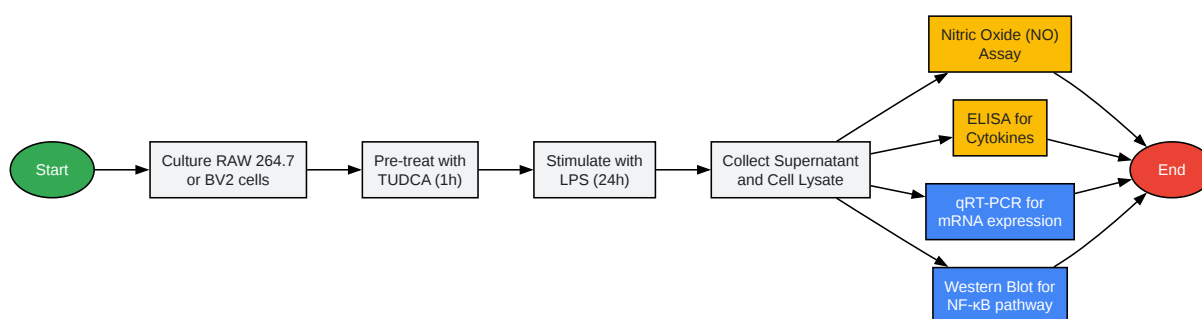 Start
Culture RAW 264.7
or BV2 cells
Pre-treat with
TUDCA (1h)
Stimulate with
LPS (24h)
Collect Supernatant
and Cell Lysate
Nitric Oxide (NO)
Assay
ELISA for
Cytokines
qRT-PCR for
mRNA expression
Western Blot for
NF-κB pathway
End